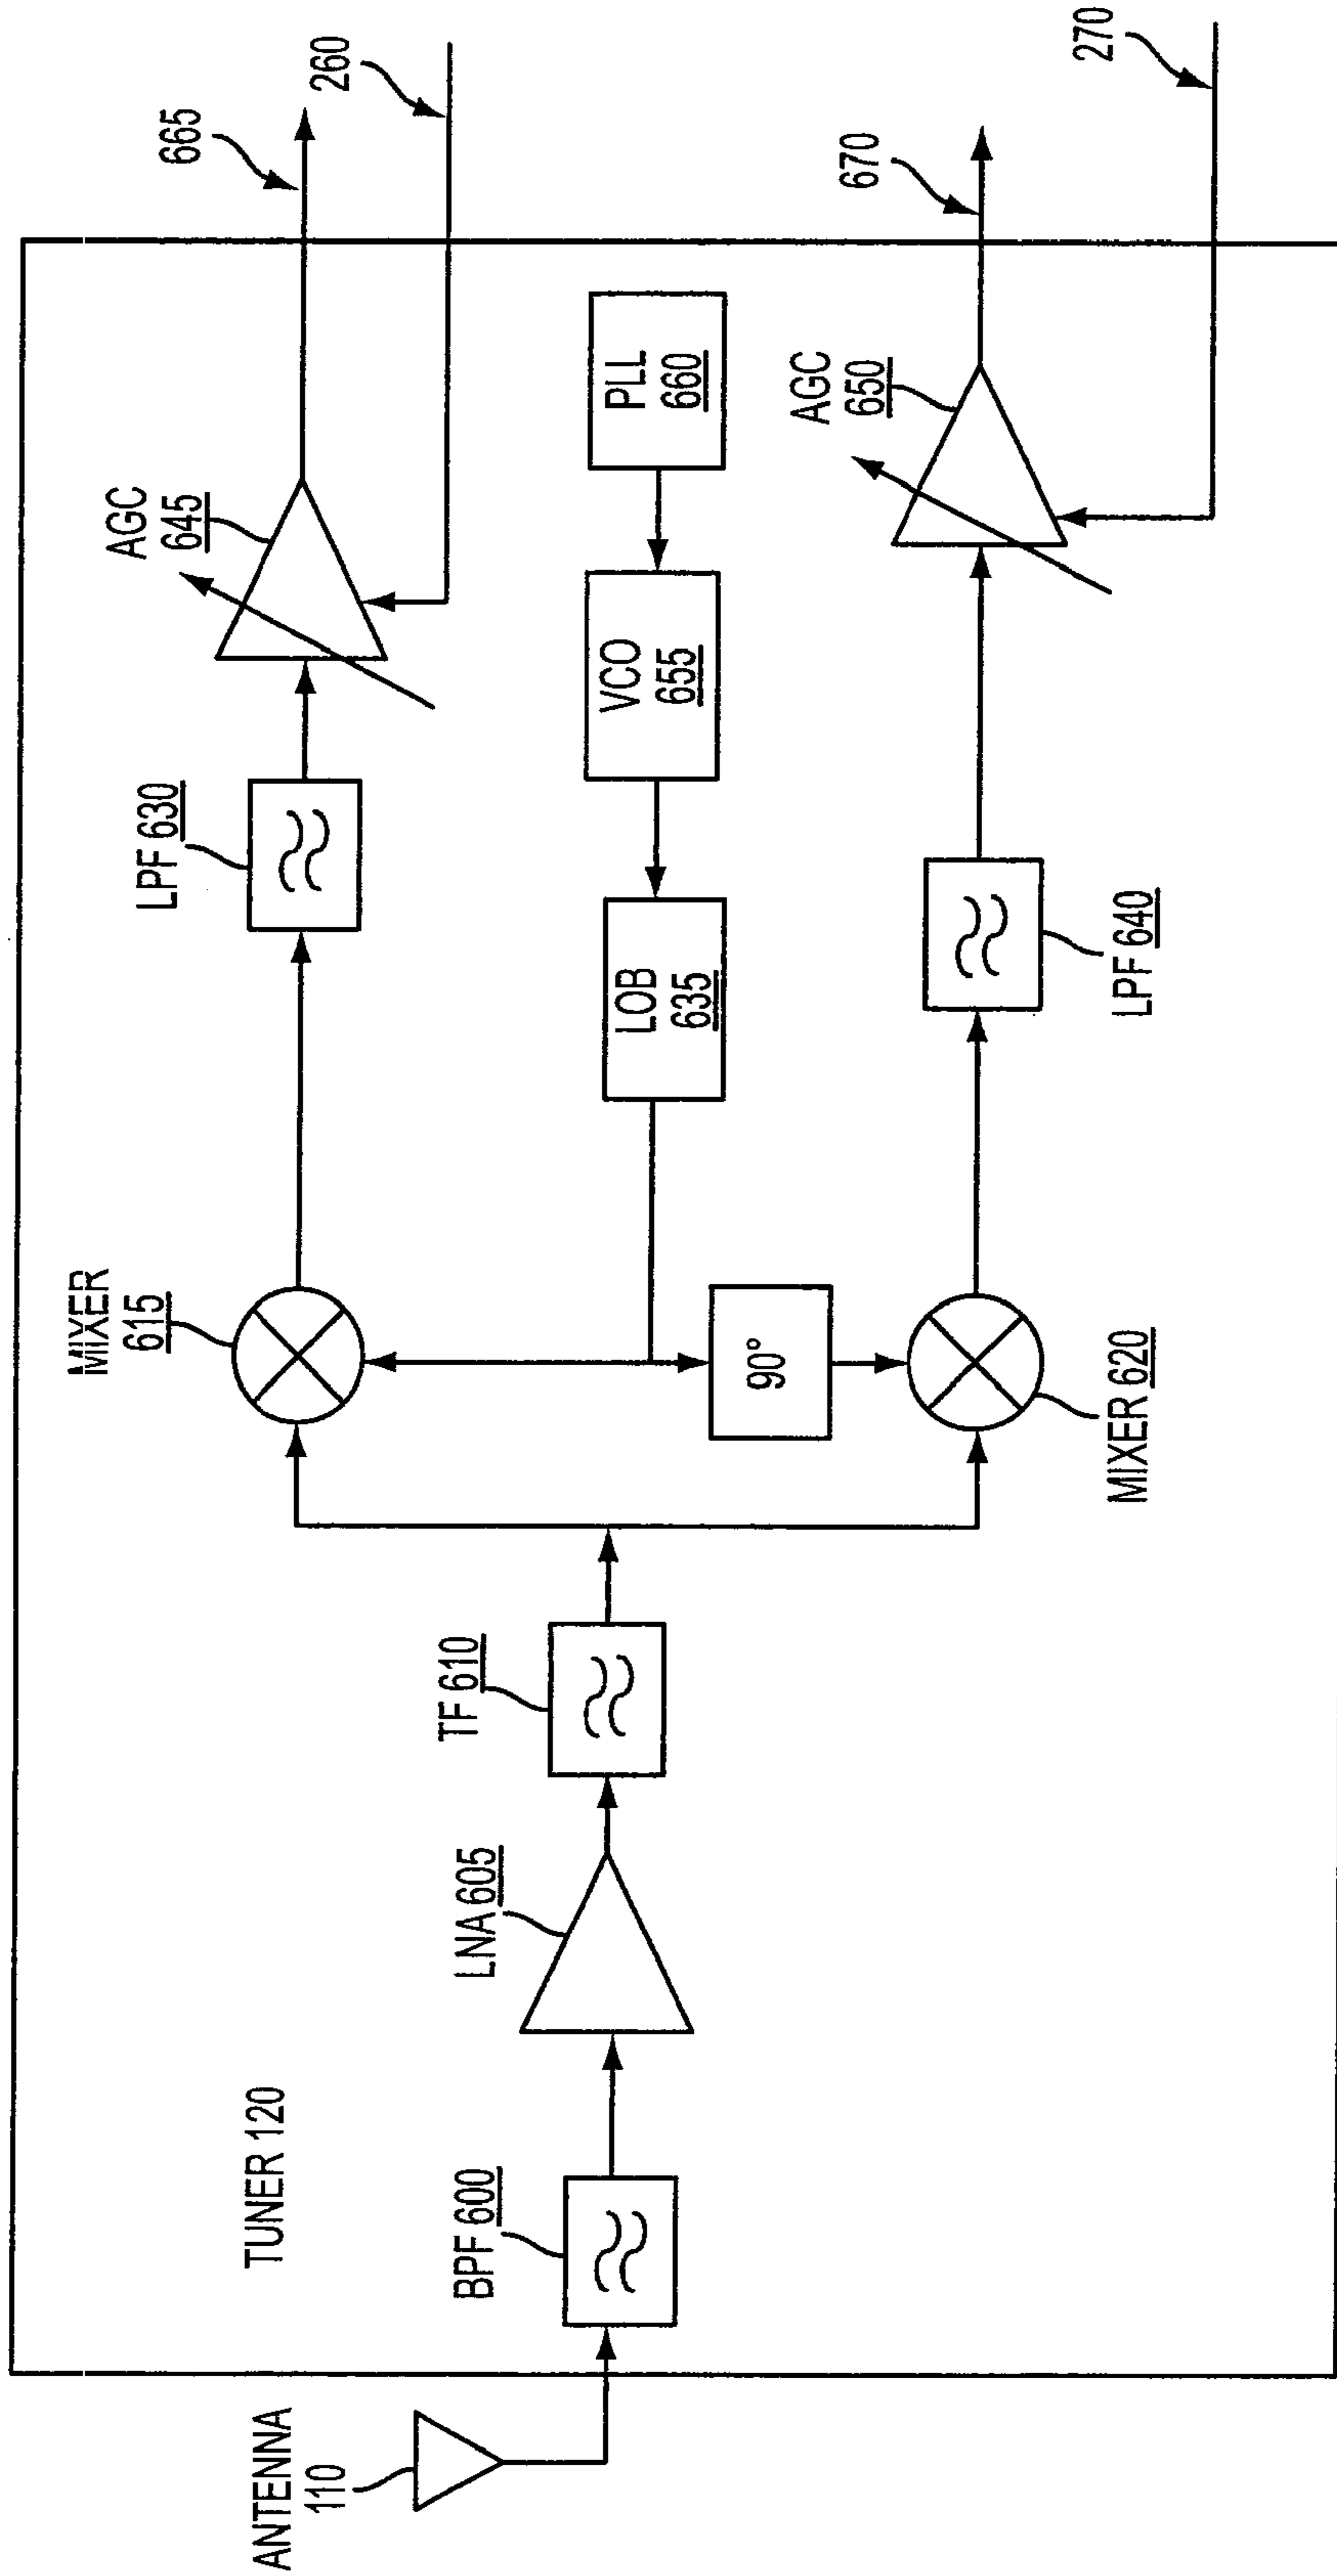 ANTENNA
110
TUNER 120
BPF 600
LNA 605
TF 610
MIXER
615
90°
MIXER 620
LPF 630
LOB
635
LPF 640
AGC
645
VCO
655
PLL
660
AGC
650
665
260
670
270